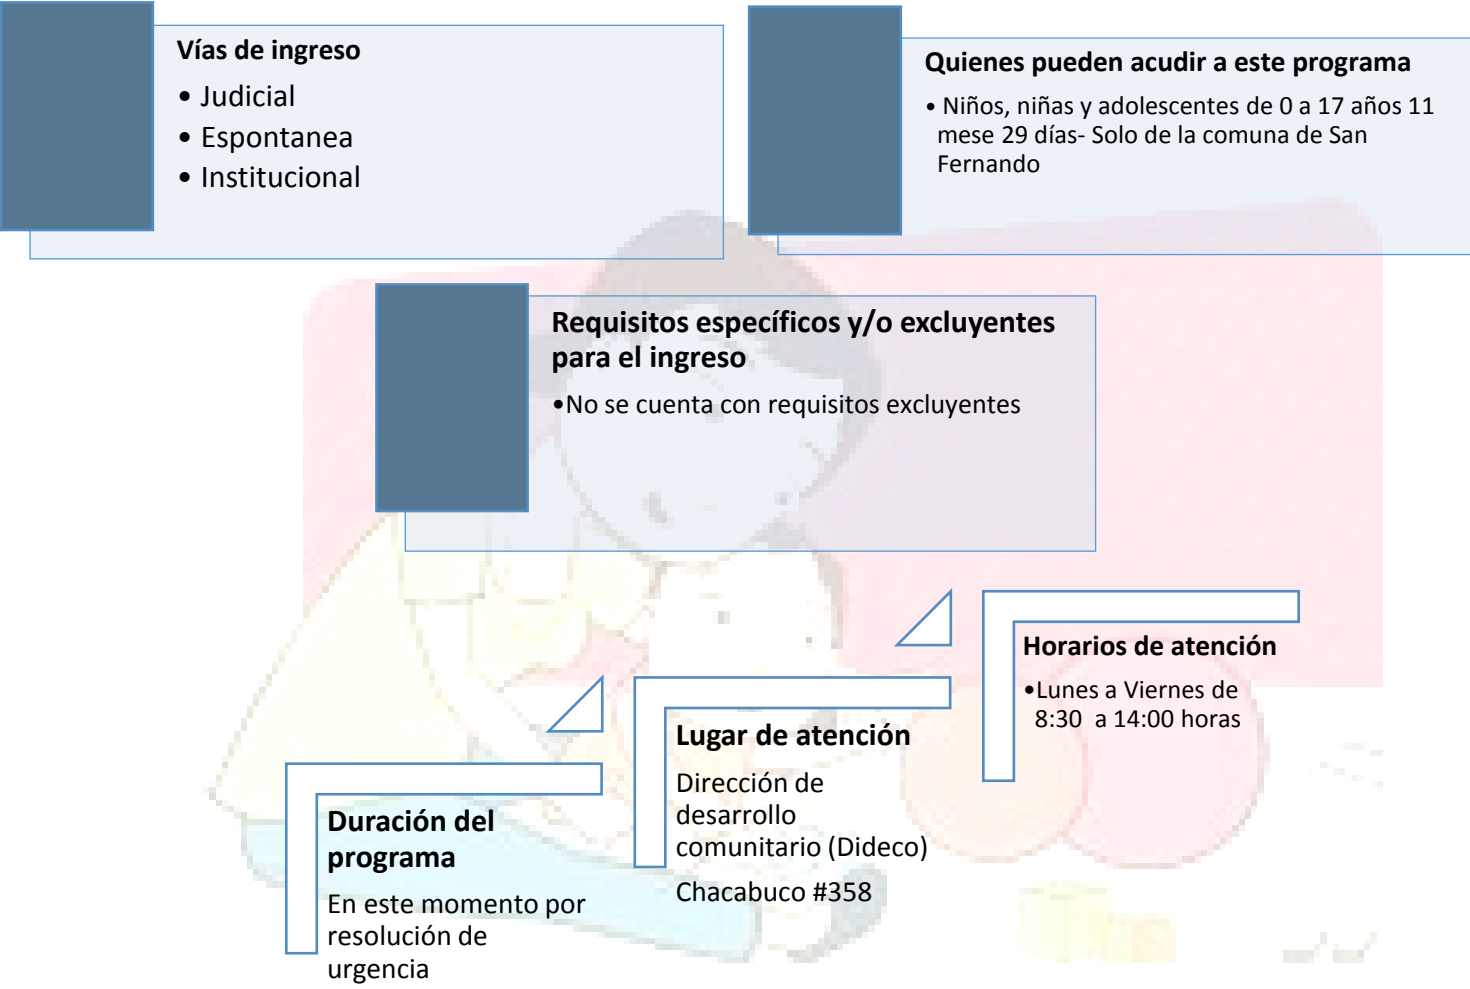 Vías de ingreso
• Judicial
• Espontanea
• Institucional
Quienes pueden acudir a este programa
• Niños, niñas y adolescentes de 0 a 17 años 11
mese 29 días- Solo de la comuna de San
Fernando
Requisitos específicos y/o excluyentes
para el ingreso
•No se cuenta con requisitos excluyentes
Horarios de atención
•Lunes a Viernes de
8:30 a 14:00 horas
Lugar de atención
Dirección de
desarrollo
comunitario (Dideco)
Chacabuco #358
Duración del
programa
En este momento por
resolución de
urgencia